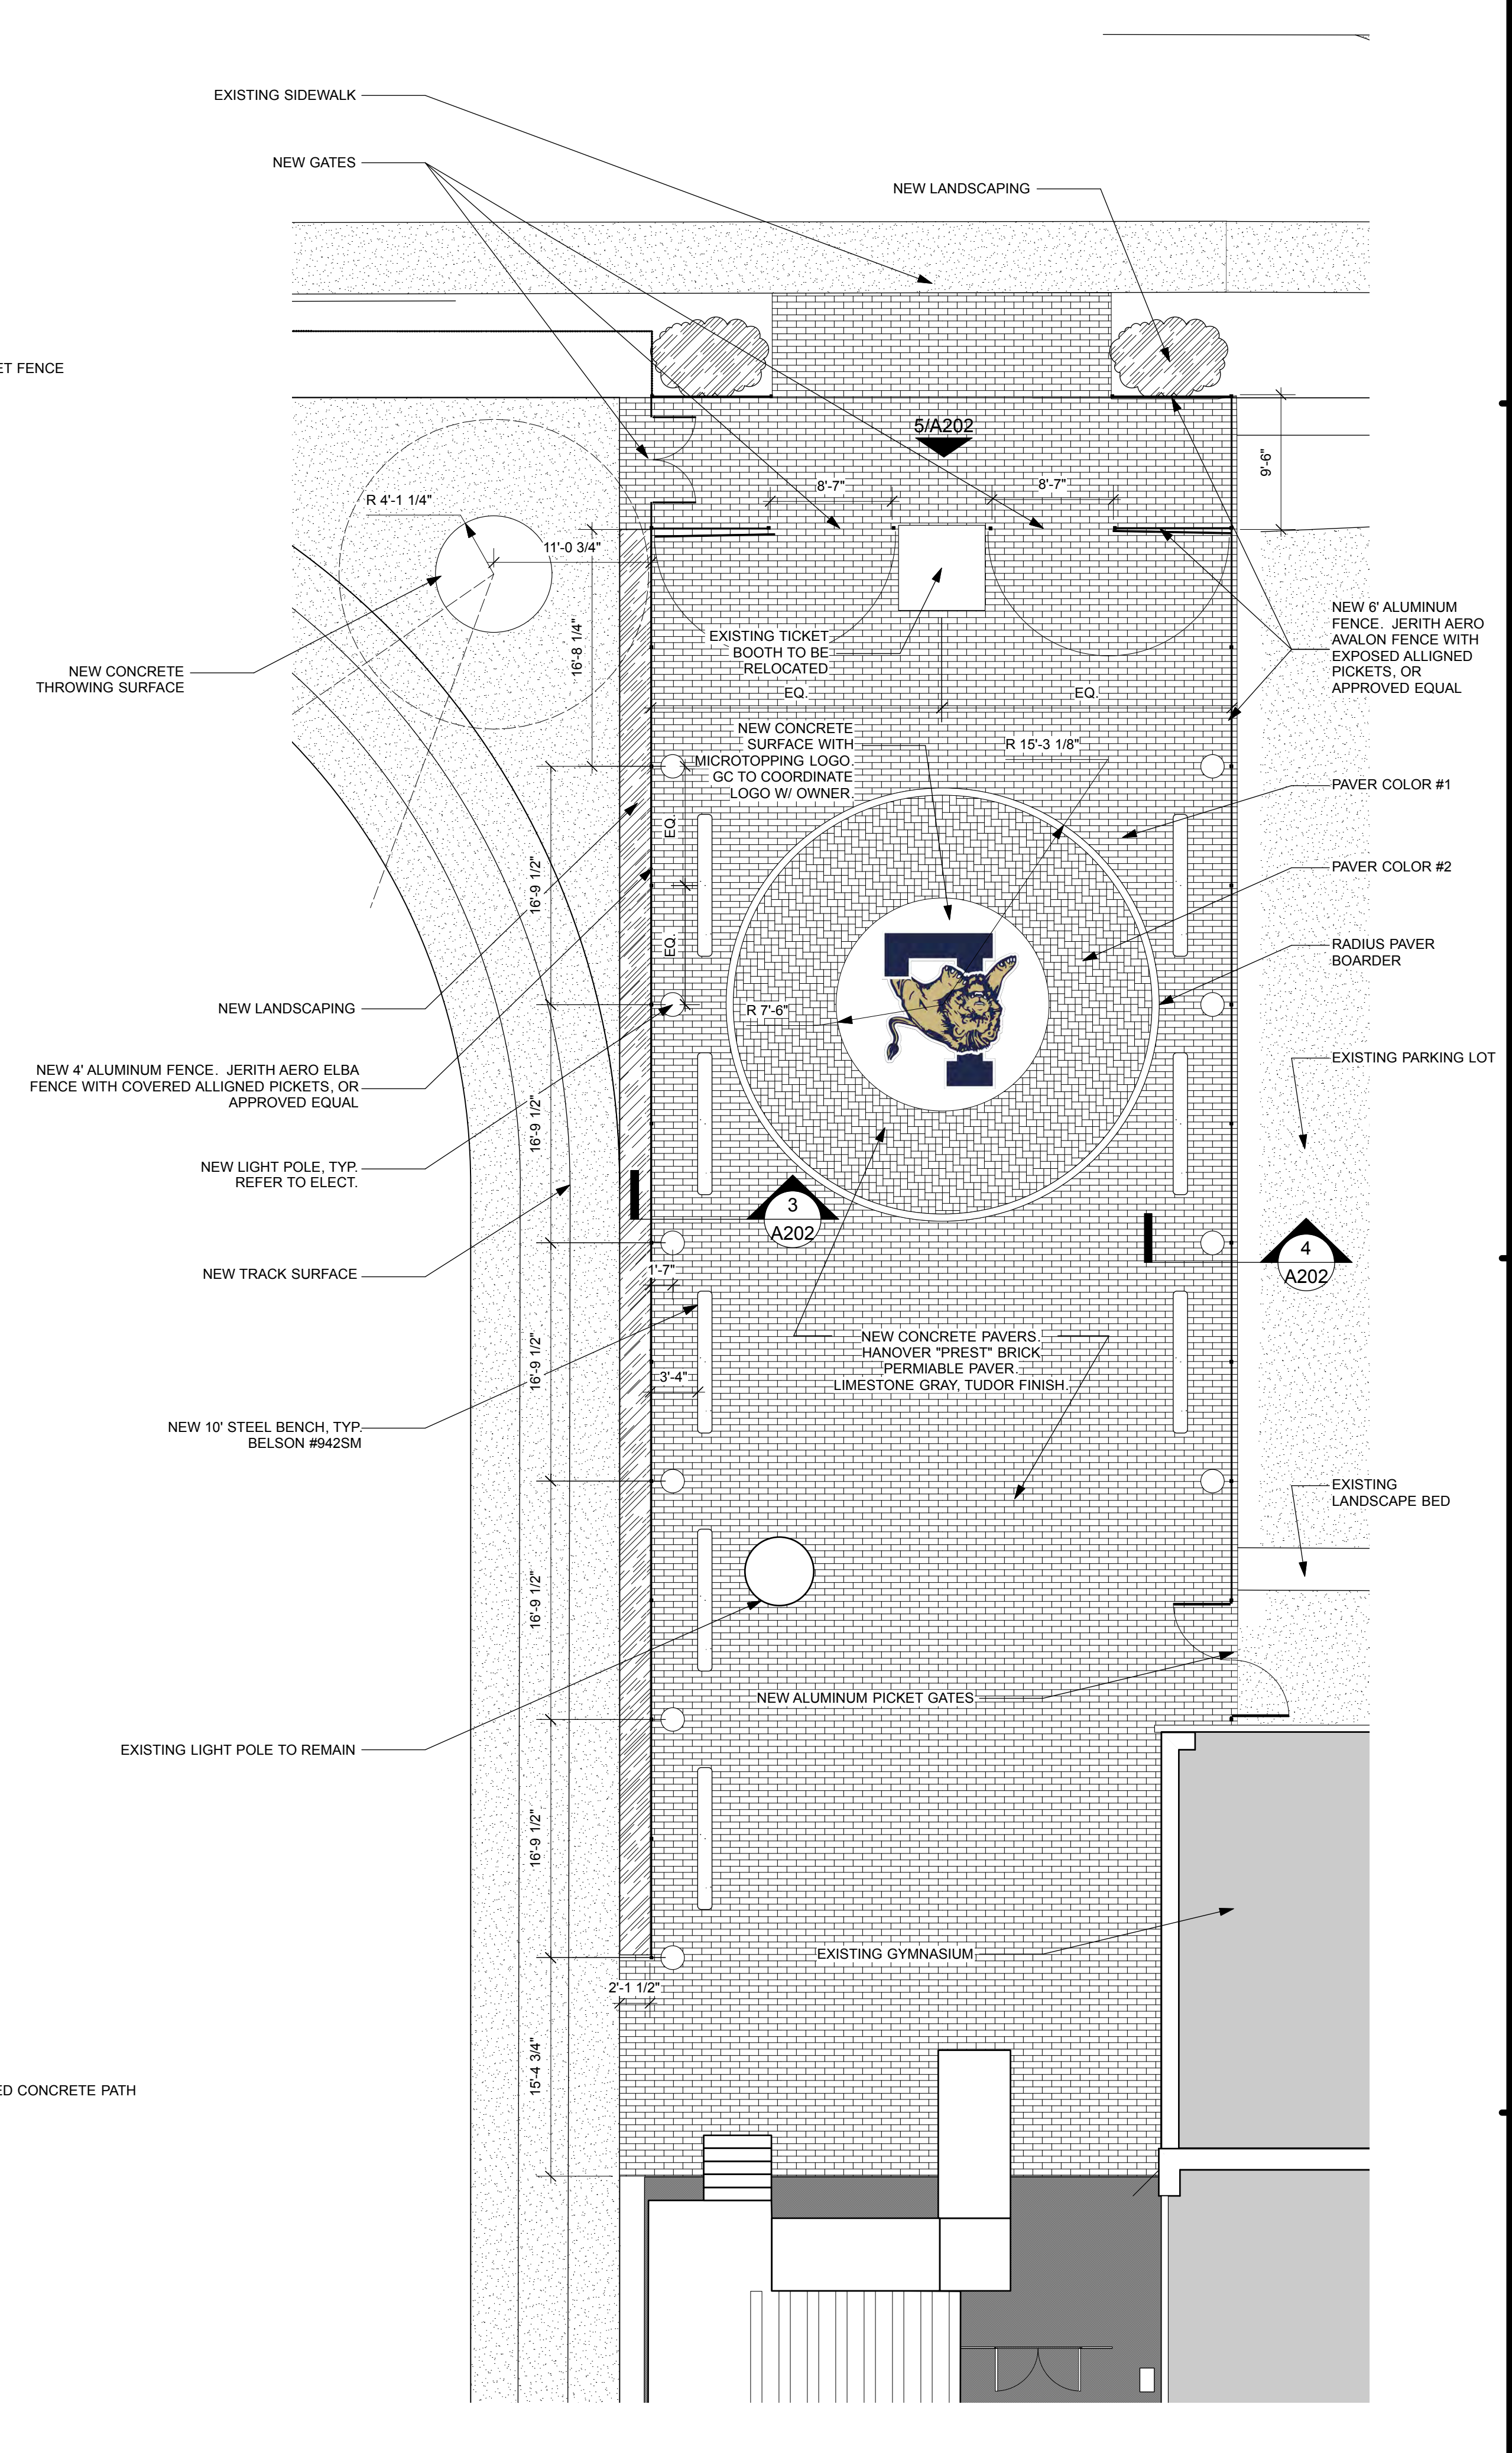 EXISTING SIDEWALK
NEW GATES
NEW LANDSCAPING
ET FENCE
5/A202
8'-7"
8'-7"
9'-6"
R 4'-1 1/4"
11'-0 3/4"
16'-8 1/4"
NEW CONCRETE
THROWING SURFACE
EXISTING TICKET
BOOTH TO BE
RELOCATED
EQ.
EQ.
NEW 6' ALUMINUM
FENCE. JERITH AERO
AVALON FENCE WITH
EXPOSED ALLIGNED
PICKETS, OR
APPROVED EQUAL
NEW CONCRETE
SURFACE WITH
MICROTOPPING LOGO.
GC TO COORDINATE
LOGO W/ OWNER.
R 15'-3 1/8"
PAVER COLOR #1
EQ.
16'-9 1/2"
PAVER COLOR #2
EQ.
RADIUS PAVER
BOARDER
T
R 7'-6"
NEW LANDSCAPING
NEW 4' ALUMINUM FENCE. JERITH AERO ELBA
FENCE WITH COVERED ALLIGNED PICKETS, OR
APPROVED EQUAL
EXISTING PARKING LOT
16'-9 1/2"
NEW LIGHT POLE, TYP.
REFER TO ELECT.
3
A202
4
A202
NEW TRACK SURFACE
1'-7"
16'-9 1/2"
NEW CONCRETE PAVERS.
HANOVER "PREST" BRICK
PERMIABLE PAVER.
LIMESTONE GRAY, TUDOR FINISH.
3'-4"
NEW 10' STEEL BENCH, TYP.
BELSON #942SM
EXISTING
LANDSCAPE BED
16'-9 1/2"
NEW ALUMINUM PICKET GATES
EXISTING LIGHT POLE TO REMAIN
16'-9 1/2"
EXISTING GYMNASIUM
2'-1 1/2"
15'-4 3/4"
ED CONCRETE PATH